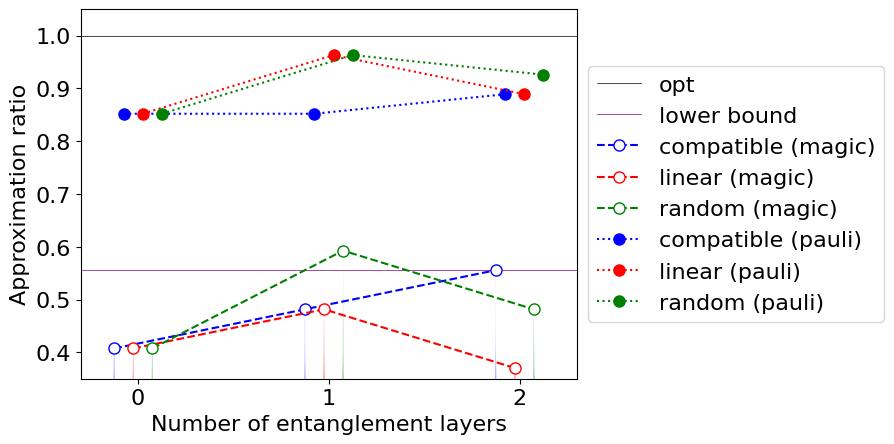 Approximation ratio
1.0
0.9
0.8
0.7
0.6
0.5
0.4
0
1
2
Number of entanglement layers
opt
lower bound
compatible (magic)
linear (magic)
random (magic)
compatible (pauli)
linear (pauli)
random (pauli)